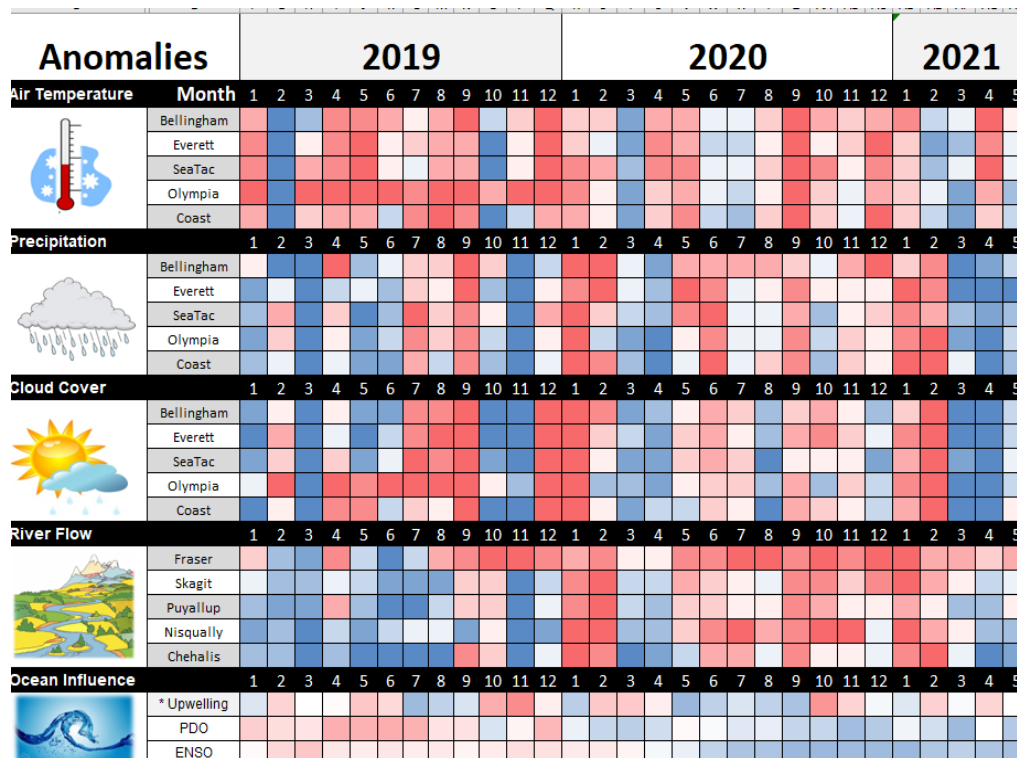 Anomalies 2019 2020 2021
Air Temperature Month 1 2 3 4 5 6 7 8 9 10 11 12 1 2 3 4 5 6 7 8 9 10 11 12 1 2 3 4 5
Bellingham
Everett
SeaTac
Olympia
Coast
Precipitation 1 2 3 4 5 6 7 8 9 10 11 12 1 2 3 4 5 6 7 8 9 10 11 12 1 2 3 4 5
Bellingham
Everett
SeaTac
Olympia
Coast
Cloud Cover 1 2 3 4 5 6 7 8 9 10 11 12 1 2 3 4 5 6 7 8 9 10 11 12 1 2 3 4 5
Bellingham
Everett
SeaTac
Olympia
Coast
River Flow 1 2 3 4 5 6 7 8 9 10 11 12 1 2 3 4 5 6 7 8 9 10 11 12 1 2 3 4 5
Fraser
Skagit
Puyallup
Nisqually
Chehalis
Ocean Influence 1 2 3 4 5 6 7 8 9 10 11 12 1 2 3 4 5 6 7 8 9 10 11 12 1 2 3 4 5
* Upwelling
PDO
ENSO